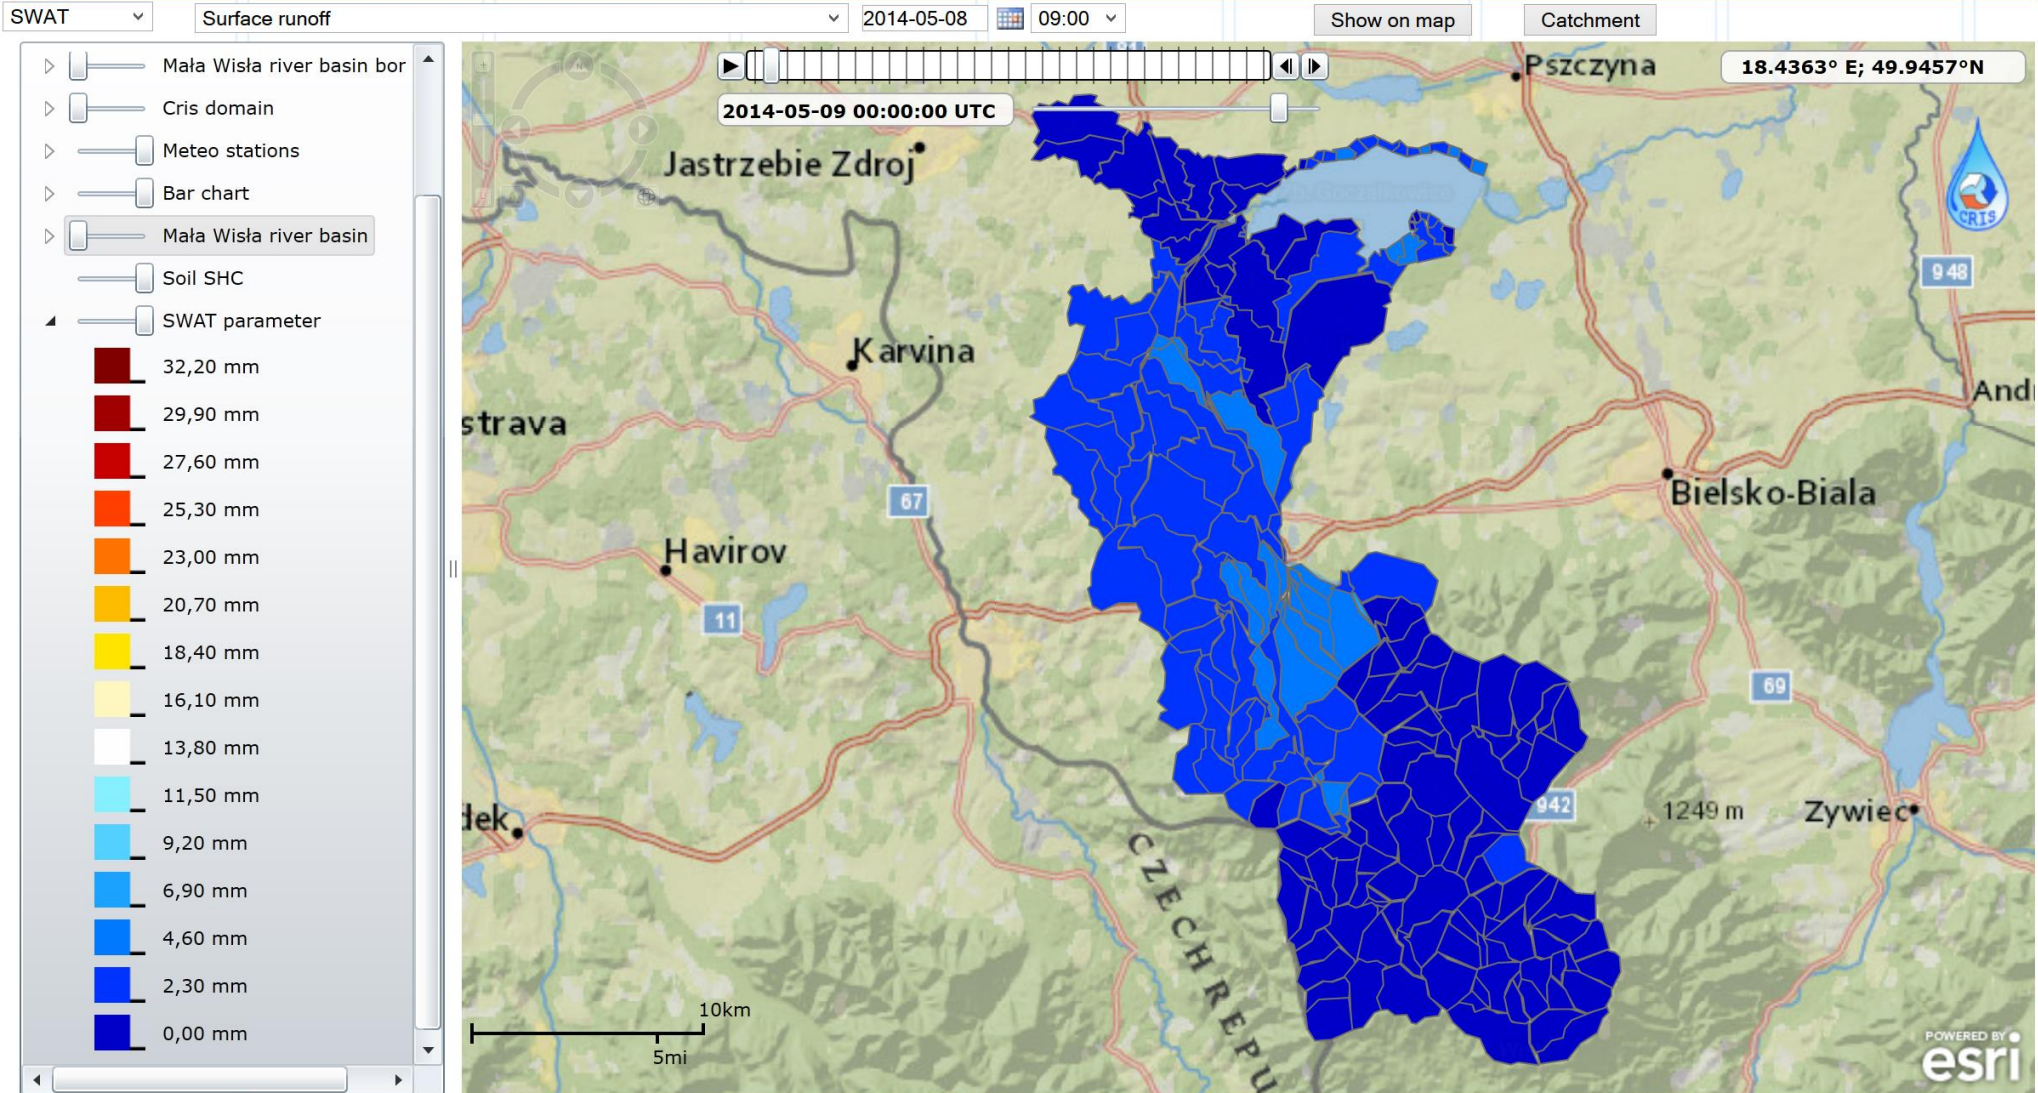 SWAT Surface runoff 2014-05-08 09:00 Show on map Catchment
Mała Wisła river basin bor
Cris domain
Meteo stations
Bar chart
Mała Wisła river basin
Soil SHC
SWAT parameter
32,20 mm
29,90 mm
27,60 mm
25,30 mm
23,00 mm
20,70 mm
18,40 mm
16,10 mm
13,80 mm
11,50 mm
9,20 mm
6,90 mm
4,60 mm
2,30 mm
0,00 mm
2014-05-09 00:00:00 UTC
18.4363° E; 49.9457°N
Pszczyna
Jastrzebie Zdroj
CRIS
948
Karvina
Andr
strava
67
Bielsko-Biala
Havirov
11
69
942
1249 m
Zywiec
dek
CZECH REPU
10km
5mi
POWERED BY
esri